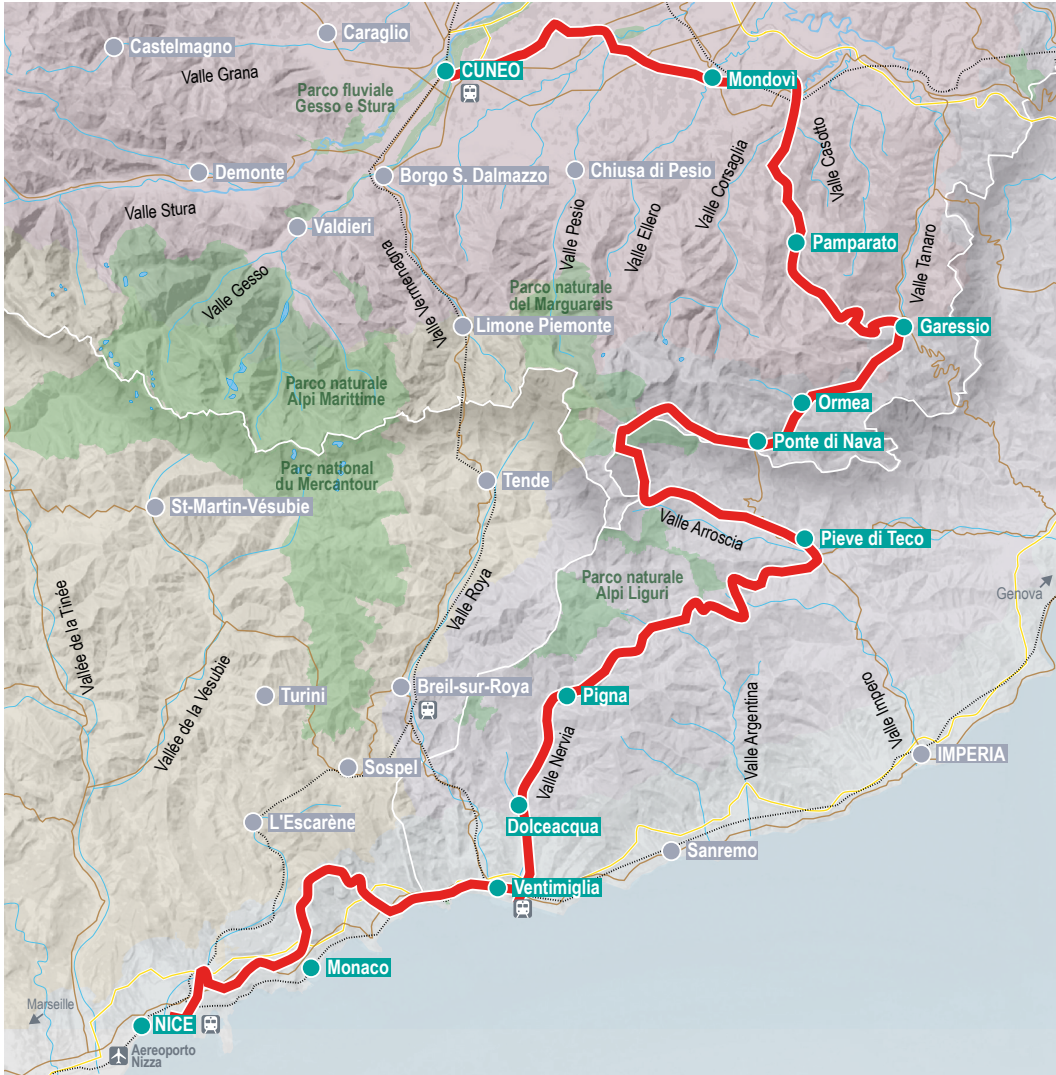 Castelmagno
Caraglio
Valle Grana
CUNEO
Mondovì
Parco fluviale
Gesso e Stura
Demonte
Borgo S. Dalmazzo
Chiusa di Pesio
Valle Corsaglia
Valle Casotto
Valle Stura
Valdieri
Valle Pesio
Valle Ellero
Pamparato
Valle Tanaro
Valle Gesso
Valle Vermenagna
Parco naturale
del Marguareis
Limone Piemonte
Garessio
Parco naturale
Alpi Marittime
Ormea
Ponte di Nava
Parc national
du Mercantour
Tende
St-Martin-Vésubie
Valle Arroscia
Pieve di Teco
Valle Roya
Parco naturale
Alpi Liguri
Genova
Vallée de la Tinée
Vallée de la Vesubie
Turini
Breil-sur-Roya
Pigna
Valle Nervia
Valle Argentina
Valle Impero
IMPERIA
Sospel
L'Escarène
Dolceacqua
Sanremo
Ventimiglia
Monaco
Marseille
NICE
Aereoporto
Nizza